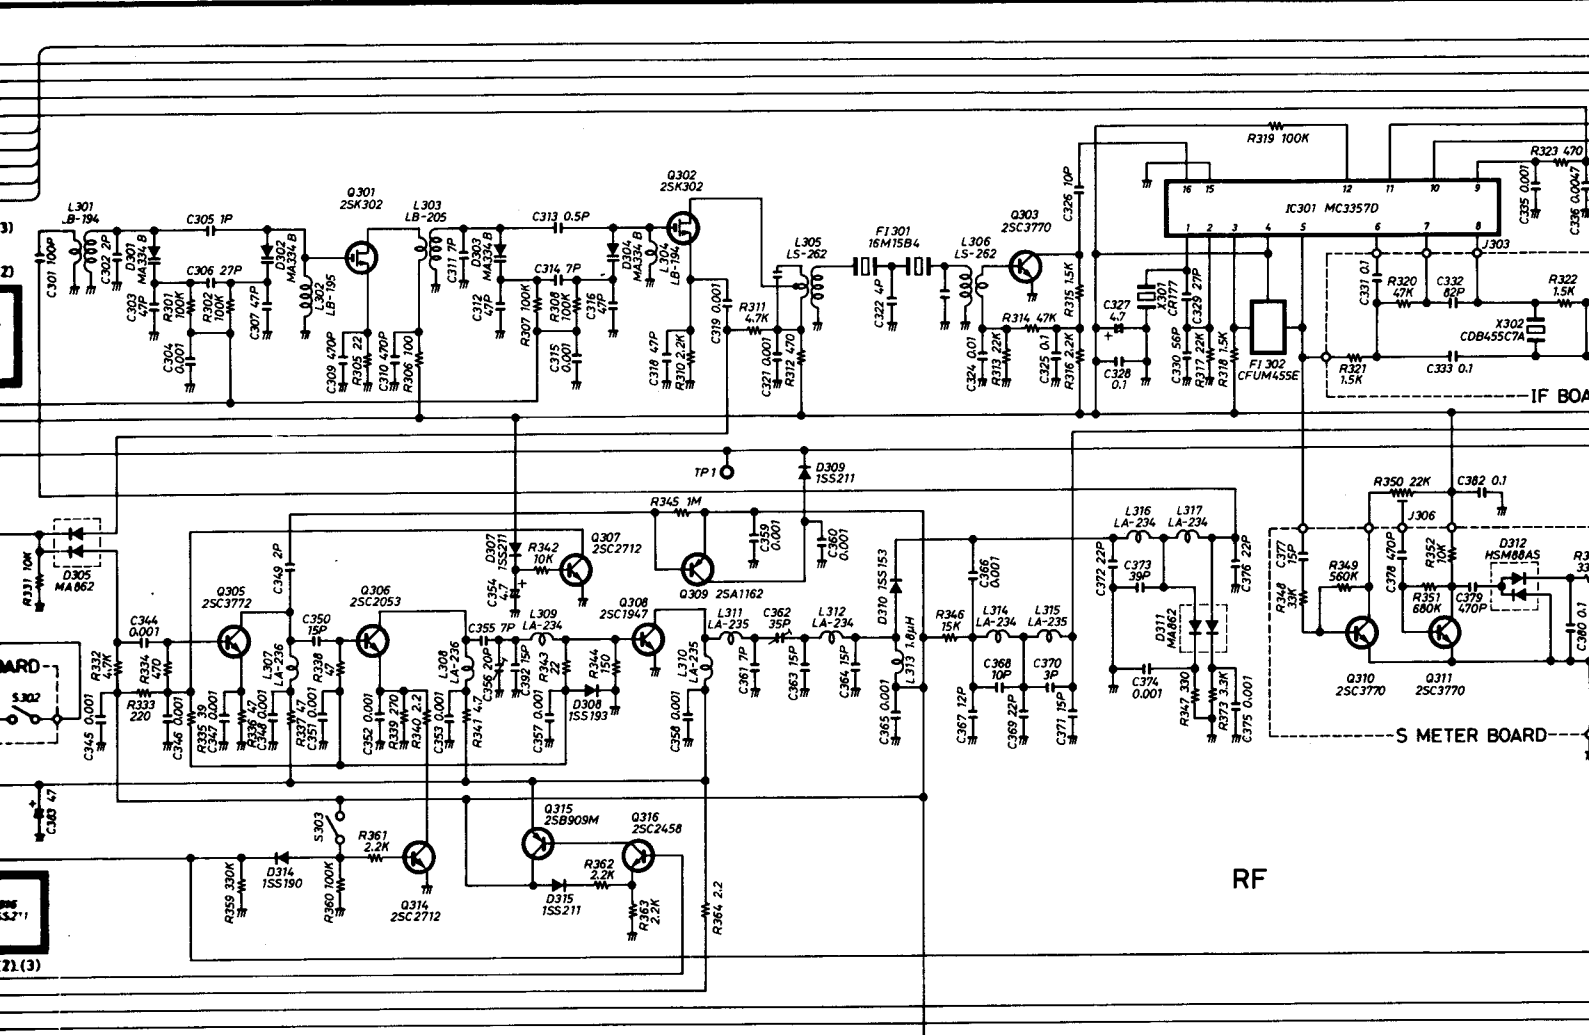 R319 100K
R323 470
C335 0.001
C336 0.0047
C326 10P
16 15 12 11 10 9
IC301 MC3357D
1 2 3 4 5 6 7 8
J303
Q301
2SK302
Q302
2SK302
Q303
2SC3770
L301
LB-194
C301 100P
C302 2P
D301
MA334B
C305 1P
D302
MA334B
C306 27P
C303
47P
R301
100K
R302
100K
C307 47P
L302
LB-195
C304
0.001
L303
LB-205
C309 470P
R305 22
C310 470P
R306 100
C311 7P
D303
MA334B
C313 0.5P
D304
MA334B
L304
LB-194
C314 7P
C312
47P
R307 100K
R308
100K
C316
47P
C315
0.001
C318 47P
R310 2.2K
C319 0.001
R311
4.7K
C321 0.001
R312 470
L305
LS-262
FI301
16M15B4
C322 4P
L306
LS-262
R314 47K
C324 0.01
R313 22K
C325 0.1
R315 1.5K
R316 2.2K
C327
4.7
+
C328
0.1
X301
CR177
C329 27P
C330 56P
R317 22K
R318 1.5K
FI302
CFUM455E
C331 0.1
R320
47K
C332
82P
R322
1.5K
X302
CDB455C7A
R321
1.5K
C333 0.1
IF BOA
3)
2)
TP1
D309
1SS211
R331 10K
D305
MA862
C349 2P
D307
1SS211
R342
10K
Q307
2SC2712
C354
4.7
+
R345 1M
Q309 2SA1162
C359
0.001
C360
0.001
D310 1SS153
C366
0.001
L316
LA-234
L317
LA-234
C372 22P
C373
39P
C376 22P
D311
MA862
C374
0.001
R347 330
R373 3.3K
C375 0.001
R350 22K
C382 0.1
J306
C377
15P
R348
33K
R349
560K
C378 470P
R352
10K
R351
680K
C379
470P
D312
HSM88AS
C380 0.1
Q310
2SC3770
Q311
2SC3770
S METER BOARD
C344
0.001
R332
4.7K
R334
470
R333
220
C345 0.001
C346 0.001
R335 39
C347 0.001
R336 47
C348 0.001
Q305
2SC3772
L307
LA-236
R337 47
C350
15P
R338
47
C351 0.001
Q306
2SC2053
C352 0.001
R339 270
R340 2.2
C353 0.001
L308
LA-236
R341 4.7
C355 7P
C356 20P
C392 15P
L309
LA-234
R343
22
R344
150
C357 0.001
D308
1SS193
Q308
2SC1947
L310
LA-235
C358 0.001
L311
LA-235
C361 7P
C362
35P
C363 15P
L312
LA-234
C364 15P
L313 1.8μH
C365 0.001
R346
15K
L314
LA-234
L315
LA-234
C367 12P
C368
10P
C369 22P
C370
3P
C371 15P
ARD
S302
+
C383 47
S303
R361
2.2K
D314
1SS190
R359 330K
R360 100K
Q314
2SC2712
Q315
2SB909M
Q316
2SC2458
D315
1SS211
R362
2.2K
R363
2.2K
R364 2.2
RF
(3)